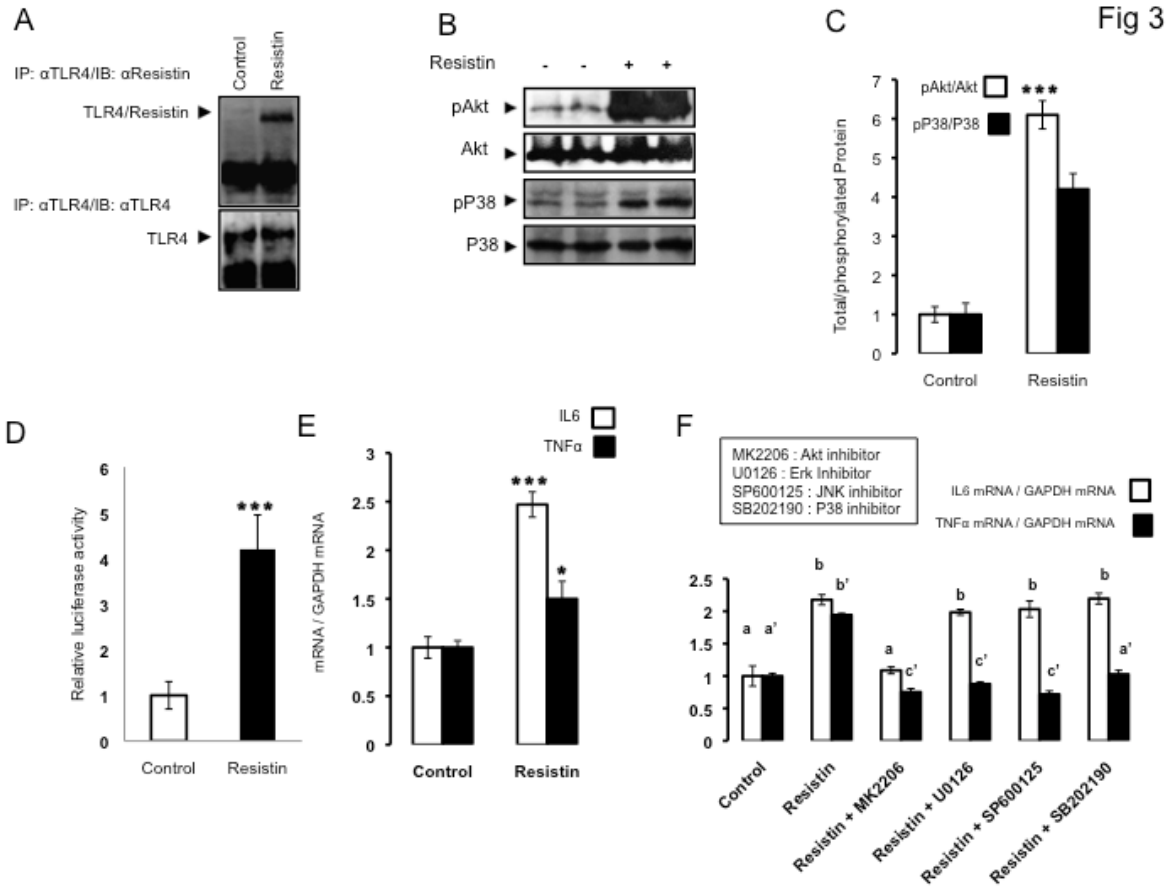 Fig 3
A
Control
Resistin
IP: αTLR4/IB: αResistin
TLR4/Resistin
IP: αTLR4/IB: αTLR4
TLR4
B
Resistin - - + +
pAkt
Akt
pP38
P38
C
pAkt/Akt
pP38/P38
Total/phosphorylated Protein
7
6
5
4
3
2
1
0
***
Control Resistin
D
Relative luciferase activity
6
5
4
3
2
1
0
***
Control Resistin
E
IL6
TNFα
mRNA / GAPDH mRNA
3
2.5
2
1.5
1
0.5
0
***
*
Control Resistin
F
MK2206 : Akt inhibitor
U0126 : Erk Inhibitor
SP600125 : JNK inhibitor
SB202190 : P38 inhibitor
IL6 mRNA / GAPDH mRNA
TNFα mRNA / GAPDH mRNA
2.5
2
1.5
1
0.5
0
a a’ b b’ a c’ b c’ b c’ b a’
Control
Resistin
Resistin + MK2206
Resistin + U0126
Resistin + SP600125
Resistin + SB202190